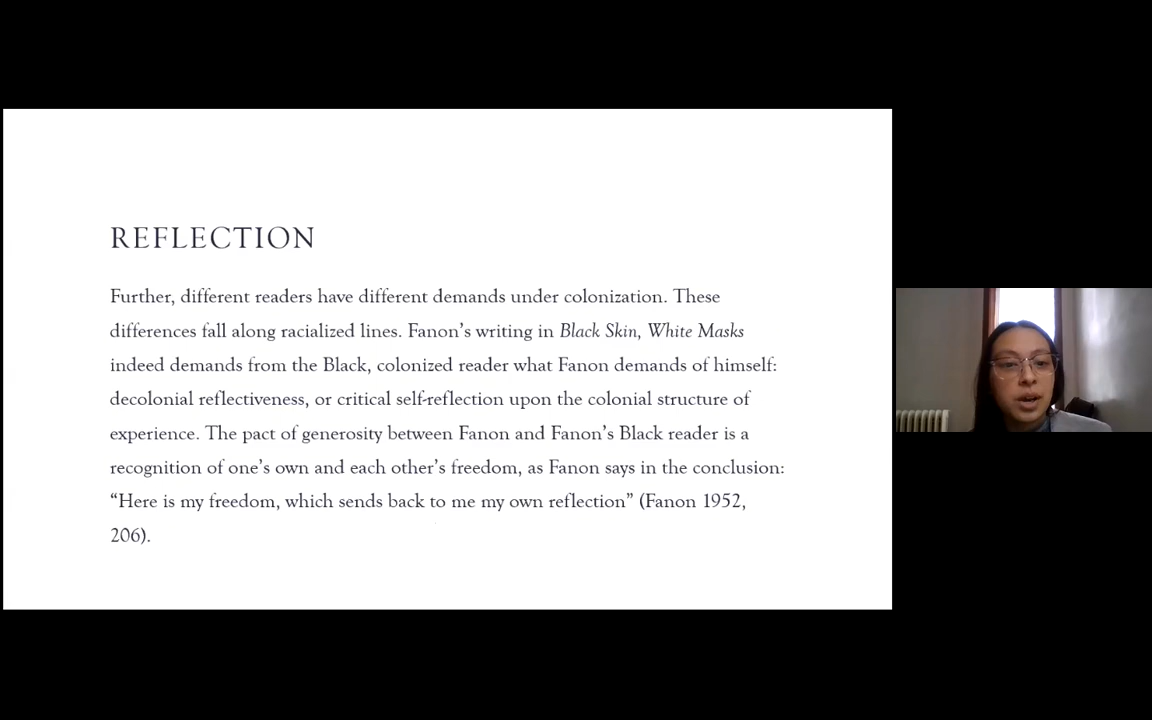 REFLECTION
Further, different readers have different demands under colonization. These
differences fall along racialized lines. Fanon’s writing in Black Skin, White Masks
indeed demands from the Black, colonized reader what Fanon demands of himself:
decolonial reflectiveness, or critical self-reflection upon the colonial structure of
experience. The pact of generosity between Fanon and Fanon’s Black reader is a
recognition of one’s own and each other’s freedom, as Fanon says in the conclusion:
“Here is my freedom, which sends back to me my own reflection” (Fanon 1952,
206).